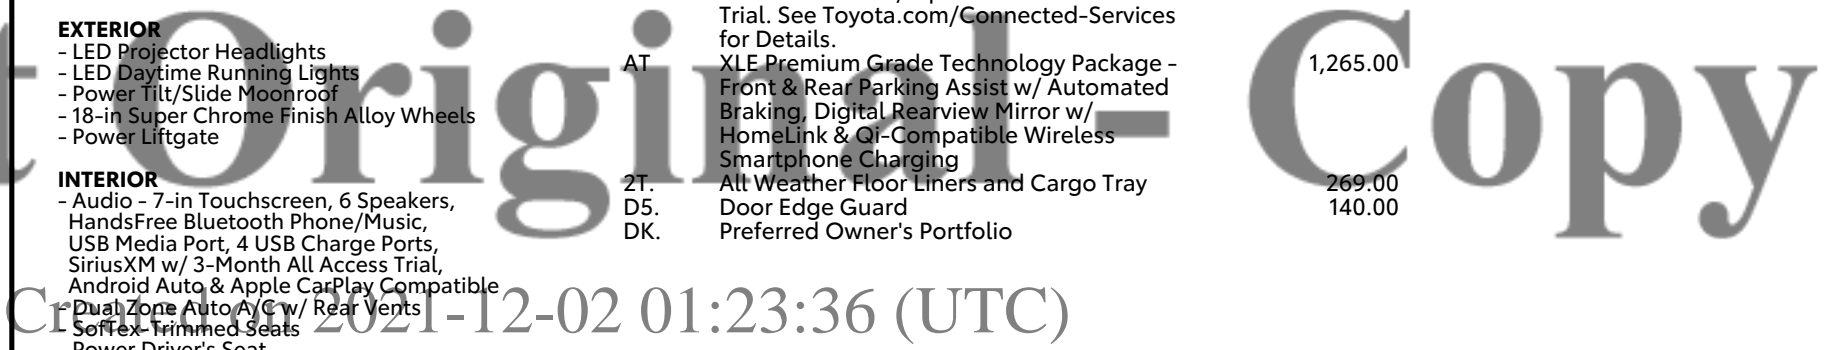 EXTERIOR
- LED Projector Headlights
- LED Daytime Running Lights
- Power Tilt/Slide Moonroof
- 18-in Super Chrome Finish Alloy Wheels
- Power Liftgate
INTERIOR
- Audio - 7-in Touchscreen, 6 Speakers,
HandsFree Bluetooth Phone/Music,
USB Media Port, 4 USB Charge Ports,
SiriusXM w/ 3-Month All Access Trial,
Android Auto & Apple CarPlay Compatible
- Dual Zone Auto A/C w/ Rear Vents
- SofTex-Trimmed Seats
- Power Driver's Seat
Trial. See Toyota.com/Connected-Services
for Details.
AT XLE Premium Grade Technology Package - 1,265.00
Front & Rear Parking Assist w/ Automated
Braking, Digital Rearview Mirror w/
HomeLink & Qi-Compatible Wireless
Smartphone Charging
2T. All Weather Floor Liners and Cargo Tray 269.00
D5. Door Edge Guard 140.00
DK. Preferred Owner's Portfolio
t Original - Copy
Created on 2021-12-02 01:23:36 (UTC)